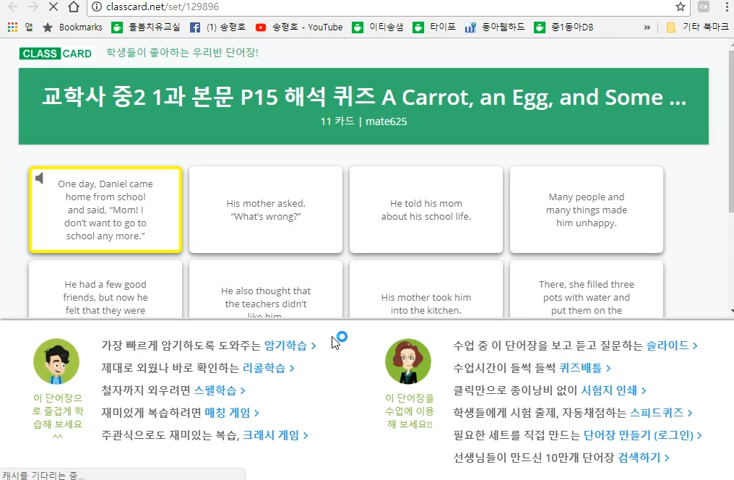 classcard.net/set/129896
앱 Bookmarks 돌봄치유교실 (1) 송형호 송형호 - YouTube 이티송샘 타이포 동아헬하드 중1동아DB » 기타 북마크
CLASS CARD 학생들이 좋아하는 우리반 단어장!
교학사 중2 1과 본문 P15 해석 퀴즈 A Carrot, an Egg, and Some ...
11 카드 | mate625
One day, Daniel came
home from school
and said, “Mom! I
don’t want to go to
school any more.”
His mother asked,
“What’s wrong?”
He told his mom
about his school life.
Many people and
many things made
him unhappy.
He had a few good
friends, but now he
felt that they were
He also thought that
the teachers didn’t
like him.
His mother took him
into the kitchen.
There, she filled three
pots with water and
put them on the
이 단어장으
로 즐겁게 학
습해 보세요
^^
가장 빠르게 암기하도록 도와주는 암기학습 >
제대로 외웠나 바로 확인하는 리콜학습 >
철자까지 외우려면 스펠학습 >
재미있게 복습하려면 매칭 게임 >
주관식으로도 재미있는 복습, 크래시 게임 >
이 단어장을
수업에 이용
해 보세요!!
수업 중 이 단어장을 보고 듣고 질문하는 슬라이드 >
수업시간이 들썩 들썩 퀴즈배틀 >
클릭만으로 종이낭비 없이 시험지 인쇄 >
학생들에게 시험 출제, 자동채점하는 스피드퀴즈 >
필요한 세트를 직접 만드는 단어장 만들기 (로그인) >
선생님들이 만드신 10만개 단어장 검색하기 >
캐시를 기다리는 중...